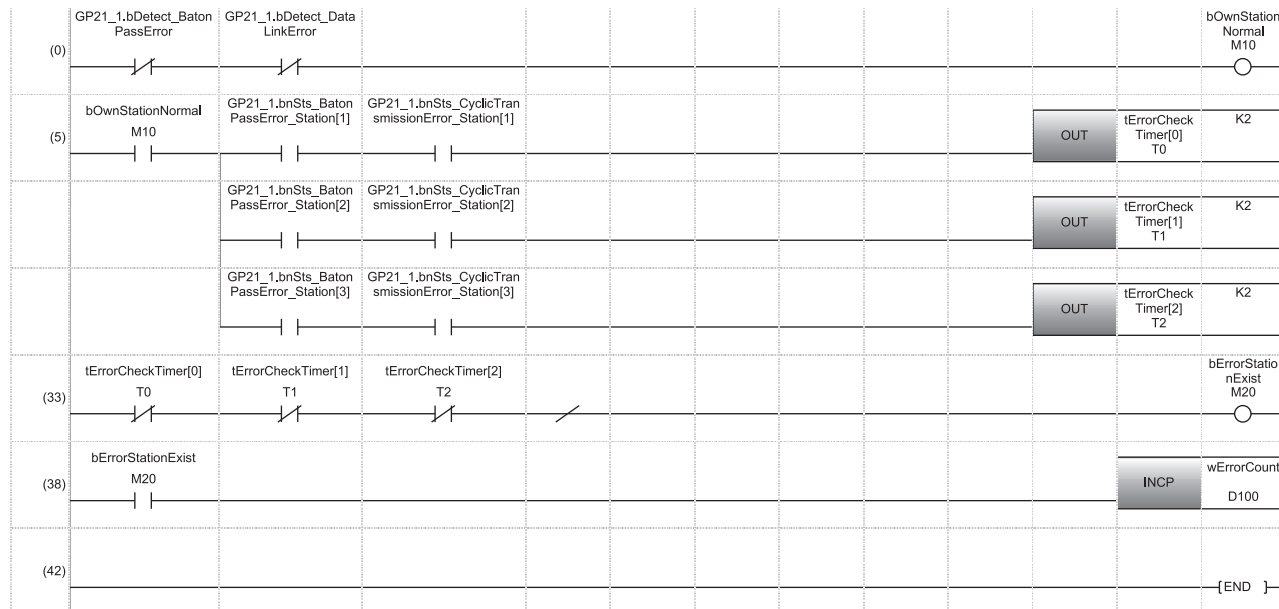 GP21_1.bDetect_Baton
PassError
GP21_1.bDetect_Data
LinkError
bOwnStation
Normal
M10
(0)
bOwnStationNormal
M10
GP21_1.bnSts_Baton
PassError_Station[1]
GP21_1.bnSts_CyclicTran
smissionError_Station[1]
(5)
OUT
tErrorCheck
Timer[0]
T0
K2
GP21_1.bnSts_Baton
PassError_Station[2]
GP21_1.bnSts_CyclicTran
smissionError_Station[2]
OUT
tErrorCheck
Timer[1]
T1
K2
GP21_1.bnSts_Baton
PassError_Station[3]
GP21_1.bnSts_CyclicTran
smissionError_Station[3]
OUT
tErrorCheck
Timer[2]
T2
K2
(33)
tErrorCheckTimer[0]
T0
tErrorCheckTimer[1]
T1
tErrorCheckTimer[2]
T2
bErrorStatio
nExist
M20
(38)
bErrorStationExist
M20
INCP
wErrorCount
D100
(42)
[END ]